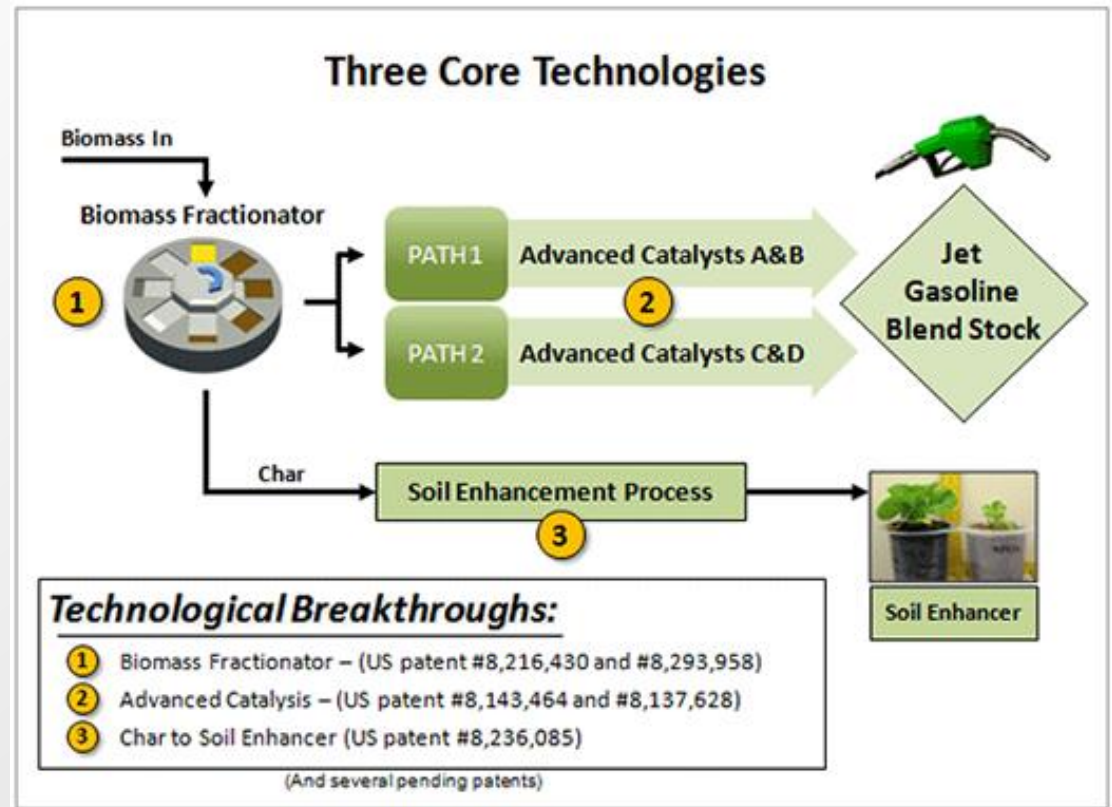 Three Core Technologies
Biomass In
Biomass Fractionator
1
PATH 1
Advanced Catalysts A&B
2
PATH 2
Advanced Catalysts C&D
Jet
Gasoline
Blend Stock
Char
Soil Enhancement Process
3
Soil Enhancer
Technological Breakthroughs:
1 Biomass Fractionator – (US patent #8,216,430 and #8,293,958)
2 Advanced Catalysis – (US patent #8,143,464 and #8,137,628)
3 Char to Soil Enhancer (US patent #8,236,085)
(And several pending patents)